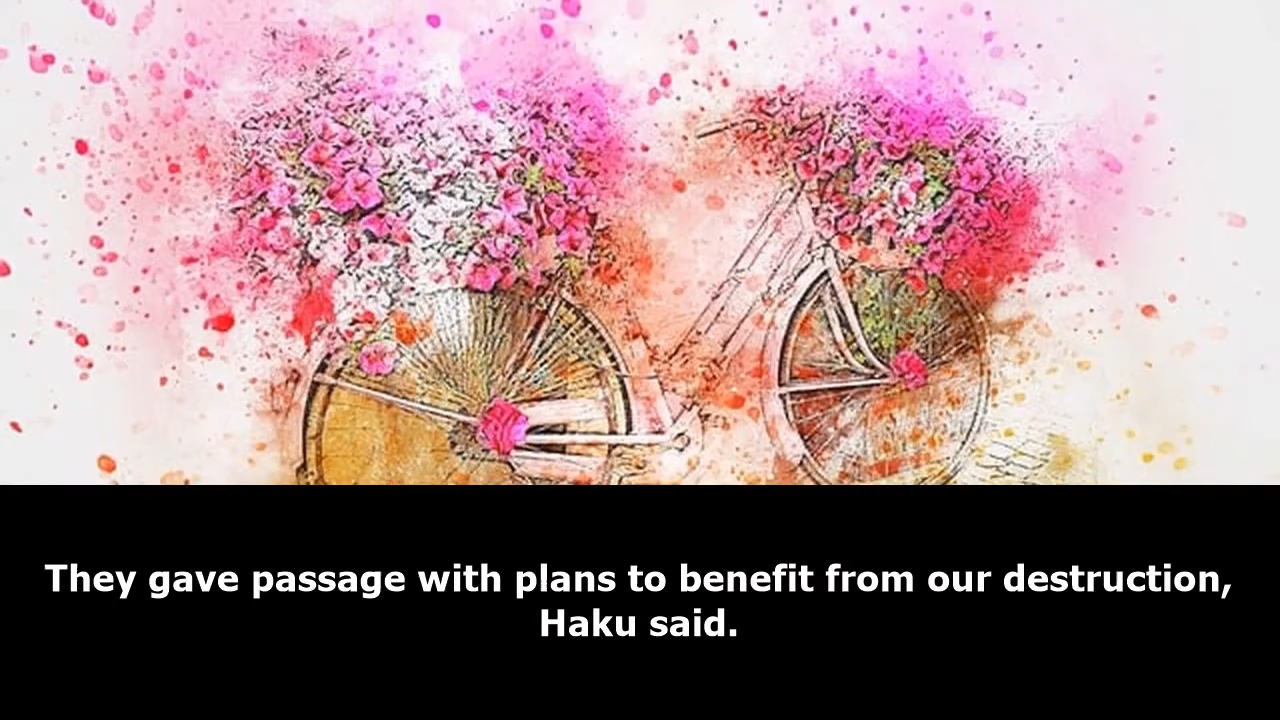 They gave passage with plans to benefit from our destruction,
Haku said.